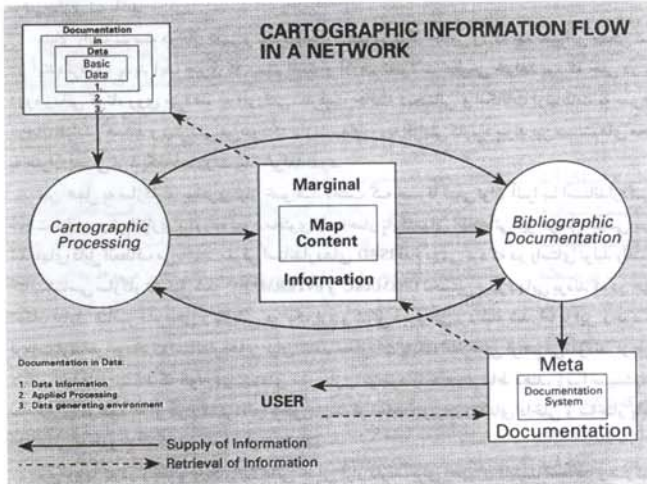 CARTOGRAPHIC INFORMATION FLOW
IN A NETWORK
Documentation
in
Data
Basic
Data
1.
2.
3.
Cartographic
Processing
Marginal
Map
Content
Information
Bibliographic
Documentation
Meta
Documentation
System
Documentation
USER
Documentation in Data:
1. Data Information
2. Applied Processing
3. Data generating environment
Supply of Information
Retrieval of Information